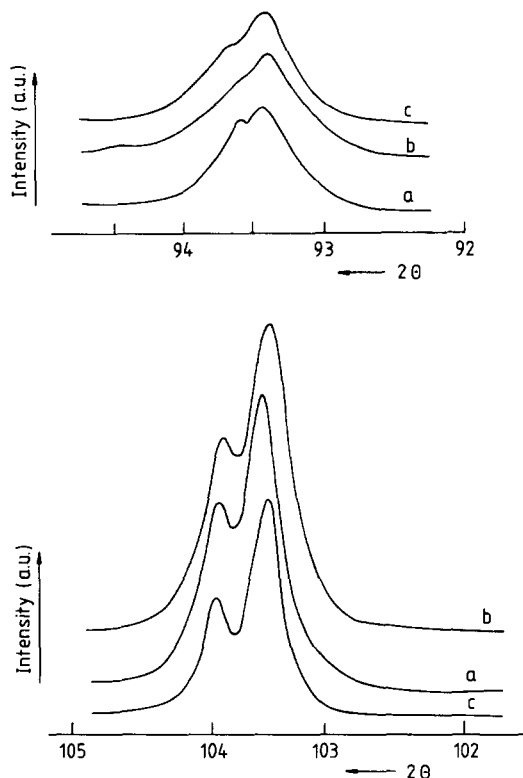 Intensity (a.u.)
c
b
a
94 93 92
2θ
Intensity (a.u.)
b
a
c
105 104 103 102
2θ